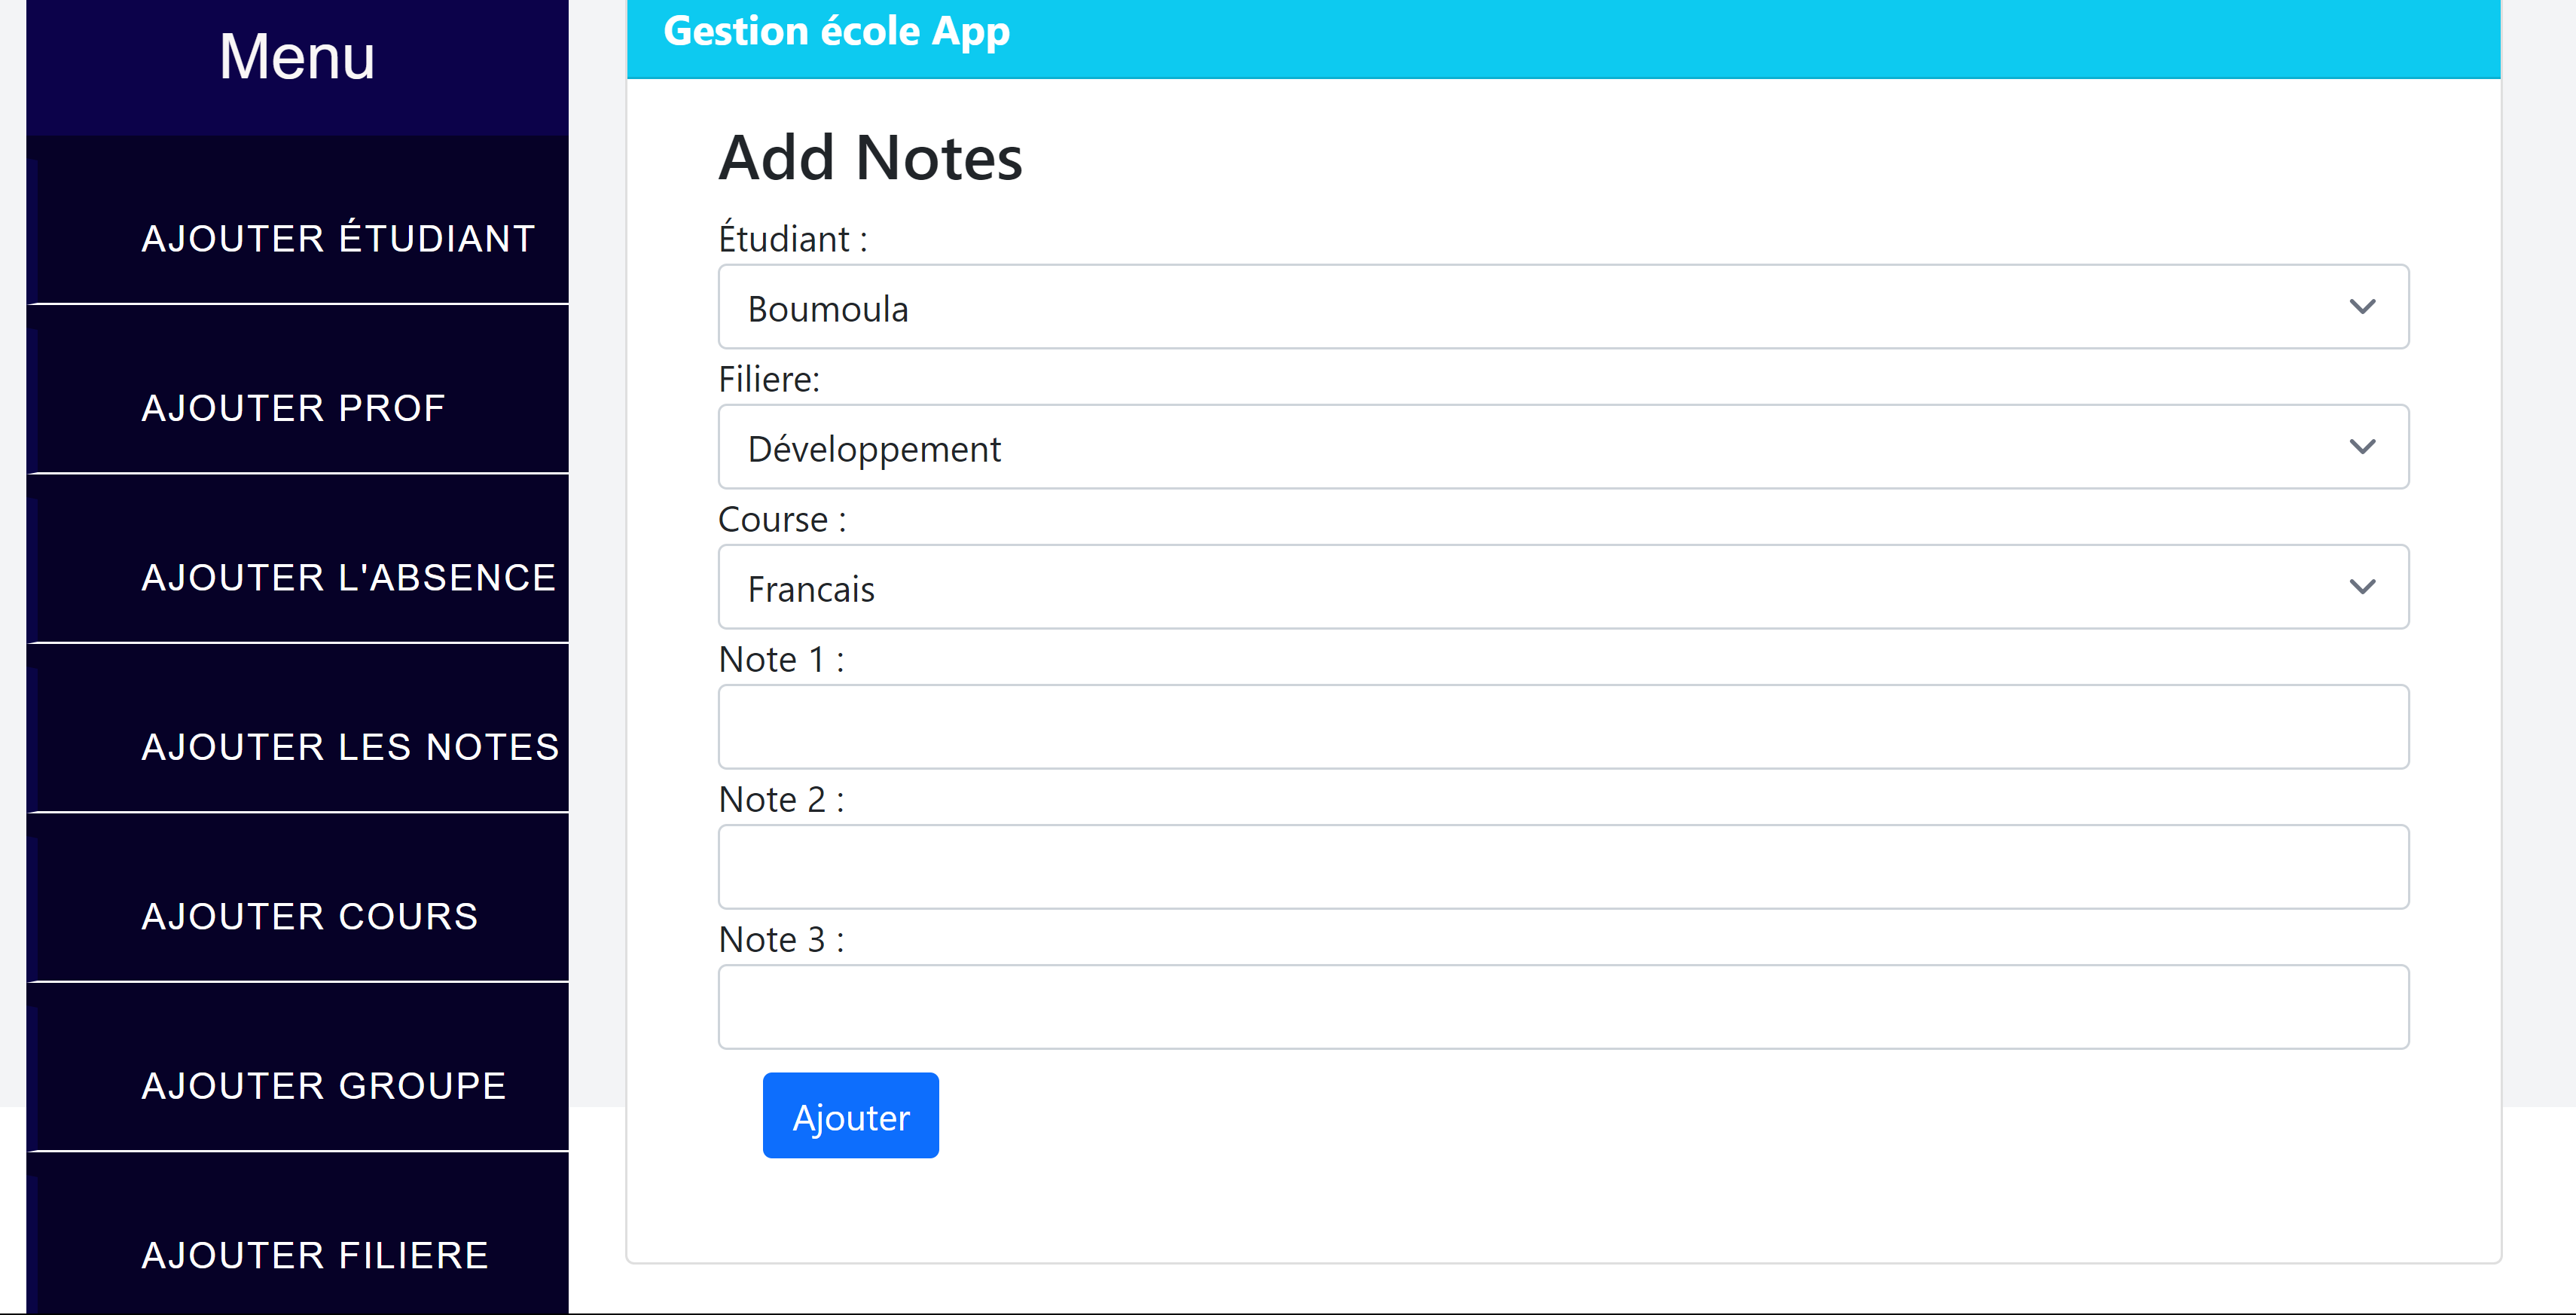 Menu
AJOUTER ÉTUDIANT
AJOUTER PROF
AJOUTER L'ABSENCE
AJOUTER LES NOTES
AJOUTER COURS
AJOUTER GROUPE
AJOUTER FILIERE
Gestion école App
Add Notes
Étudiant :
Boumoula
Filiere:
Développement
Course :
Francais
Note 1 :
Note 2 :
Note 3 :
Ajouter